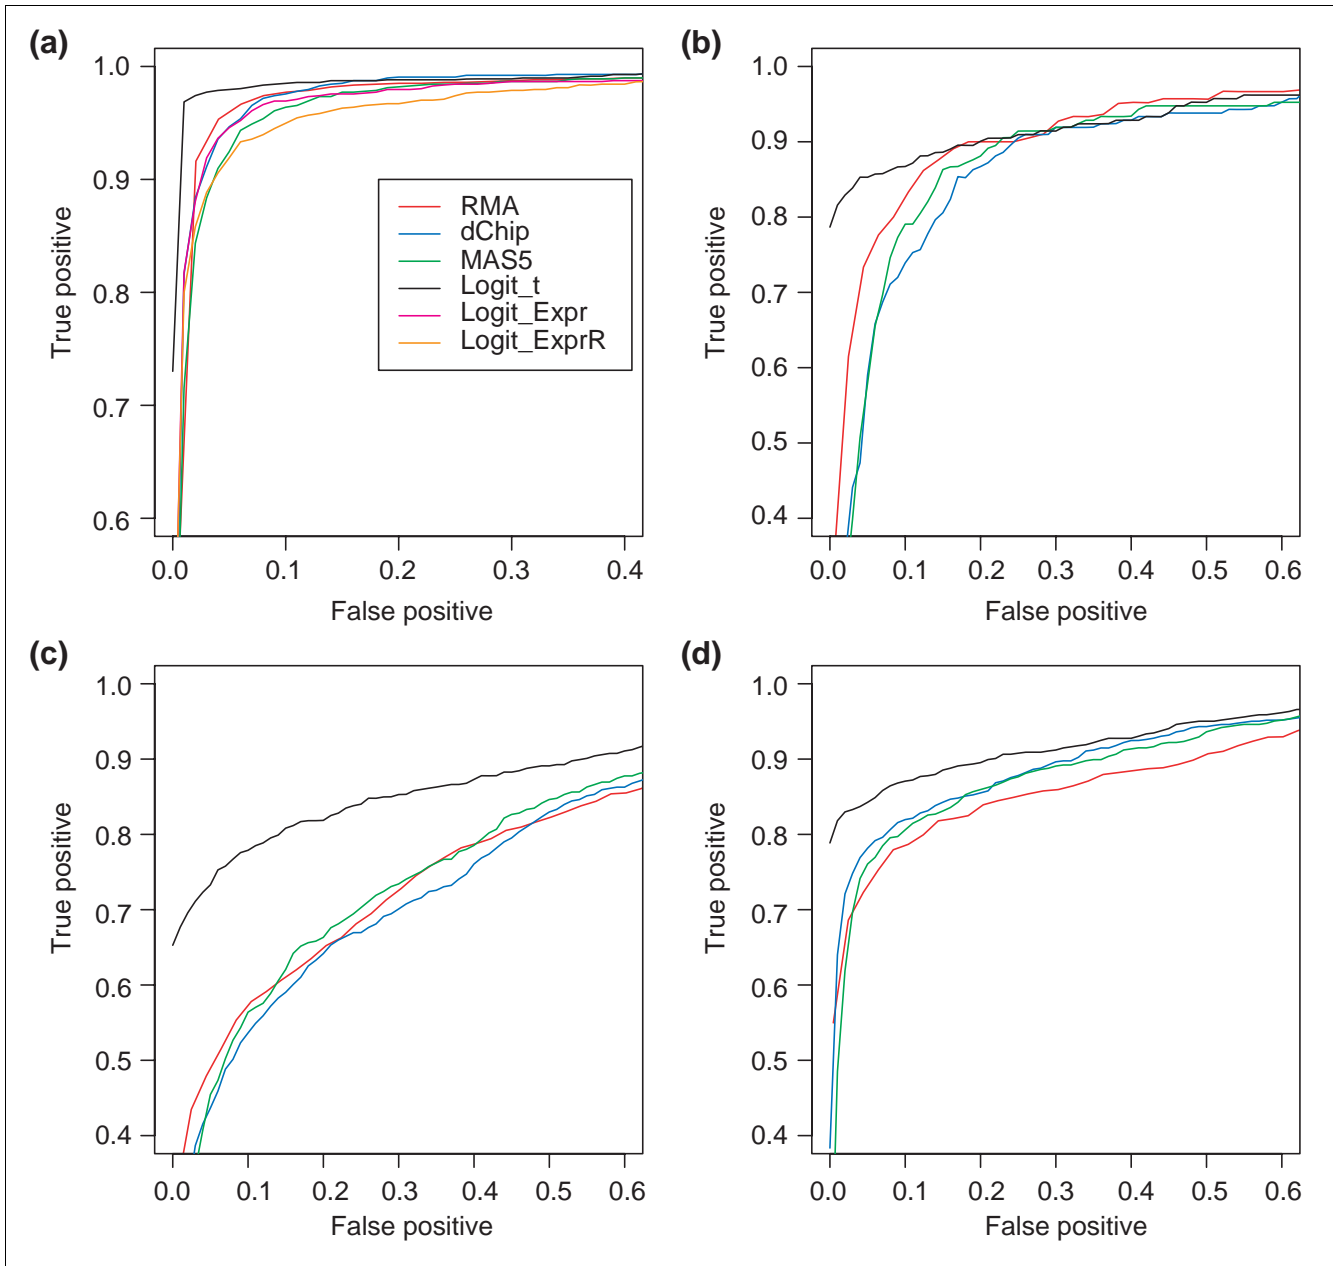 (a)
1.0
0.9
0.8
0.7
0.6
True positive
RMA
dChip
MAS5
Logit_t
Logit_Expr
Logit_ExprR
0.0 0.1 0.2 0.3 0.4
False positive
(b)
1.0
0.9
0.8
0.7
0.6
0.5
0.4
True positive
0.0 0.1 0.2 0.3 0.4 0.5 0.6
False positive
(c)
1.0
0.9
0.8
0.7
0.6
0.5
0.4
True positive
0.0 0.1 0.2 0.3 0.4 0.5 0.6
False positive
(d)
1.0
0.9
0.8
0.7
0.6
0.5
0.4
True positive
0.0 0.1 0.2 0.3 0.4 0.5 0.6
False positive